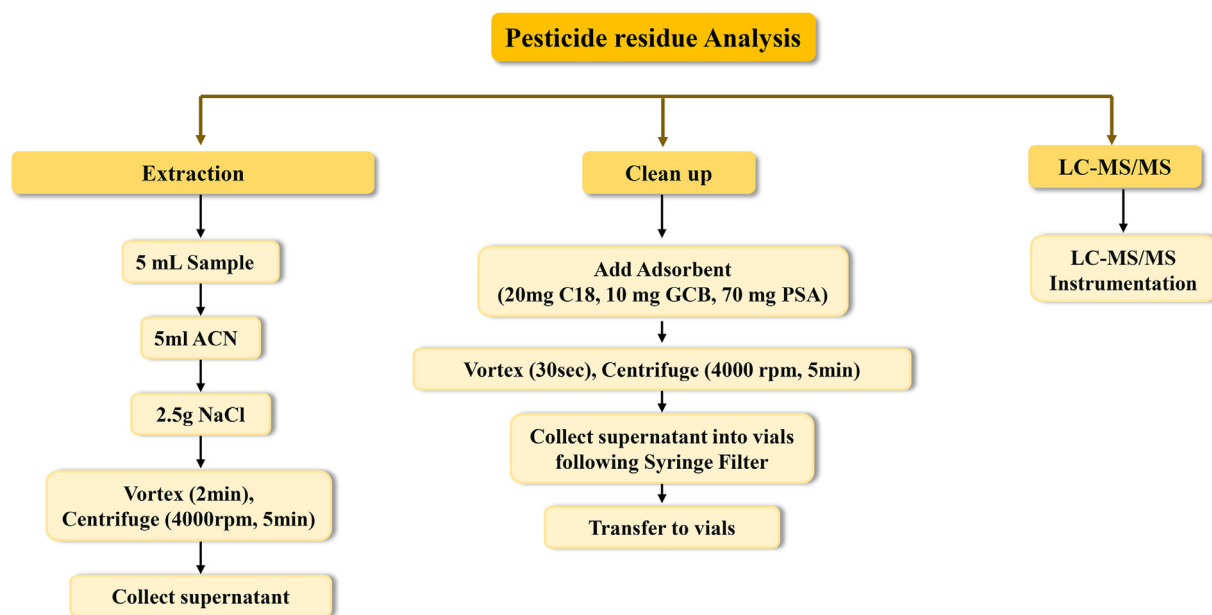 Pesticide residue Analysis
Extraction
5 mL Sample
5ml ACN
2.5g NaCl
Vortex (2min),
Centrifuge (4000rpm, 5min)
Collect supernatant
Clean up
Add Adsorbent
(20mg C18, 10 mg GCB, 70 mg PSA)
Vortex (30sec), Centrifuge (4000 rpm, 5min)
Collect supernatant into vials
following Syringe Filter
Transfer to vials
LC-MS/MS
LC-MS/MS
Instrumentation